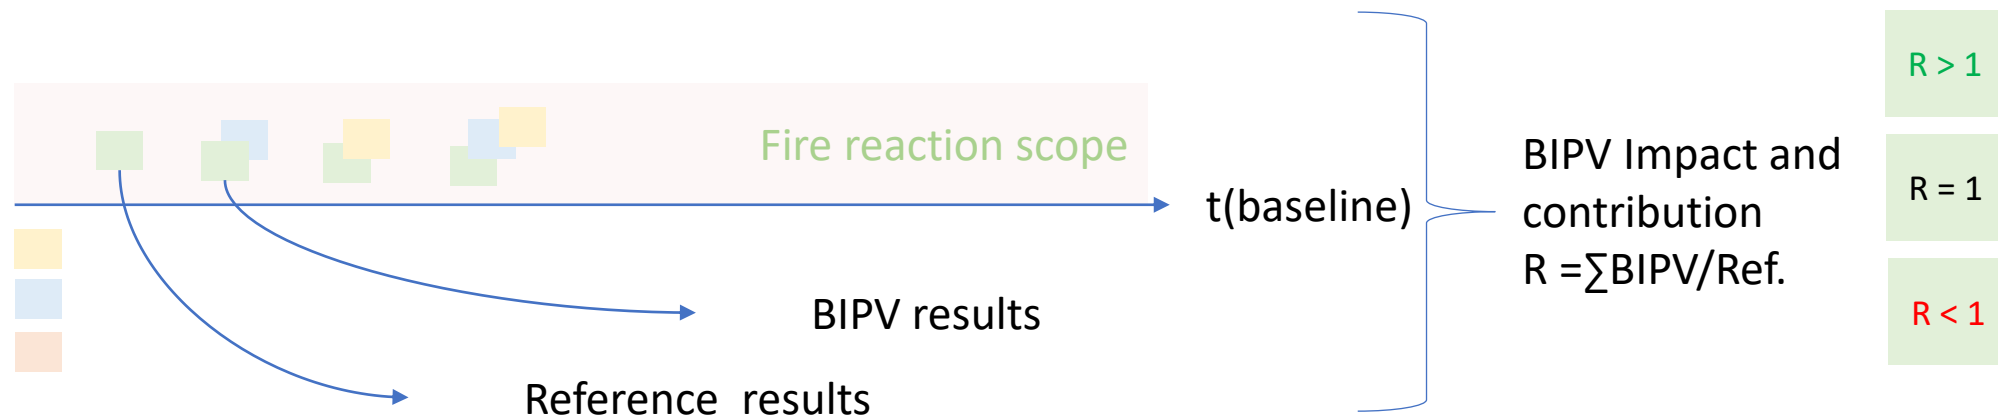 Fire reaction scope
t(baseline)
BIPV results
Reference results
BIPV Impact and
contribution
R =∑BIPV/Ref.
R > 1
R = 1
R < 1